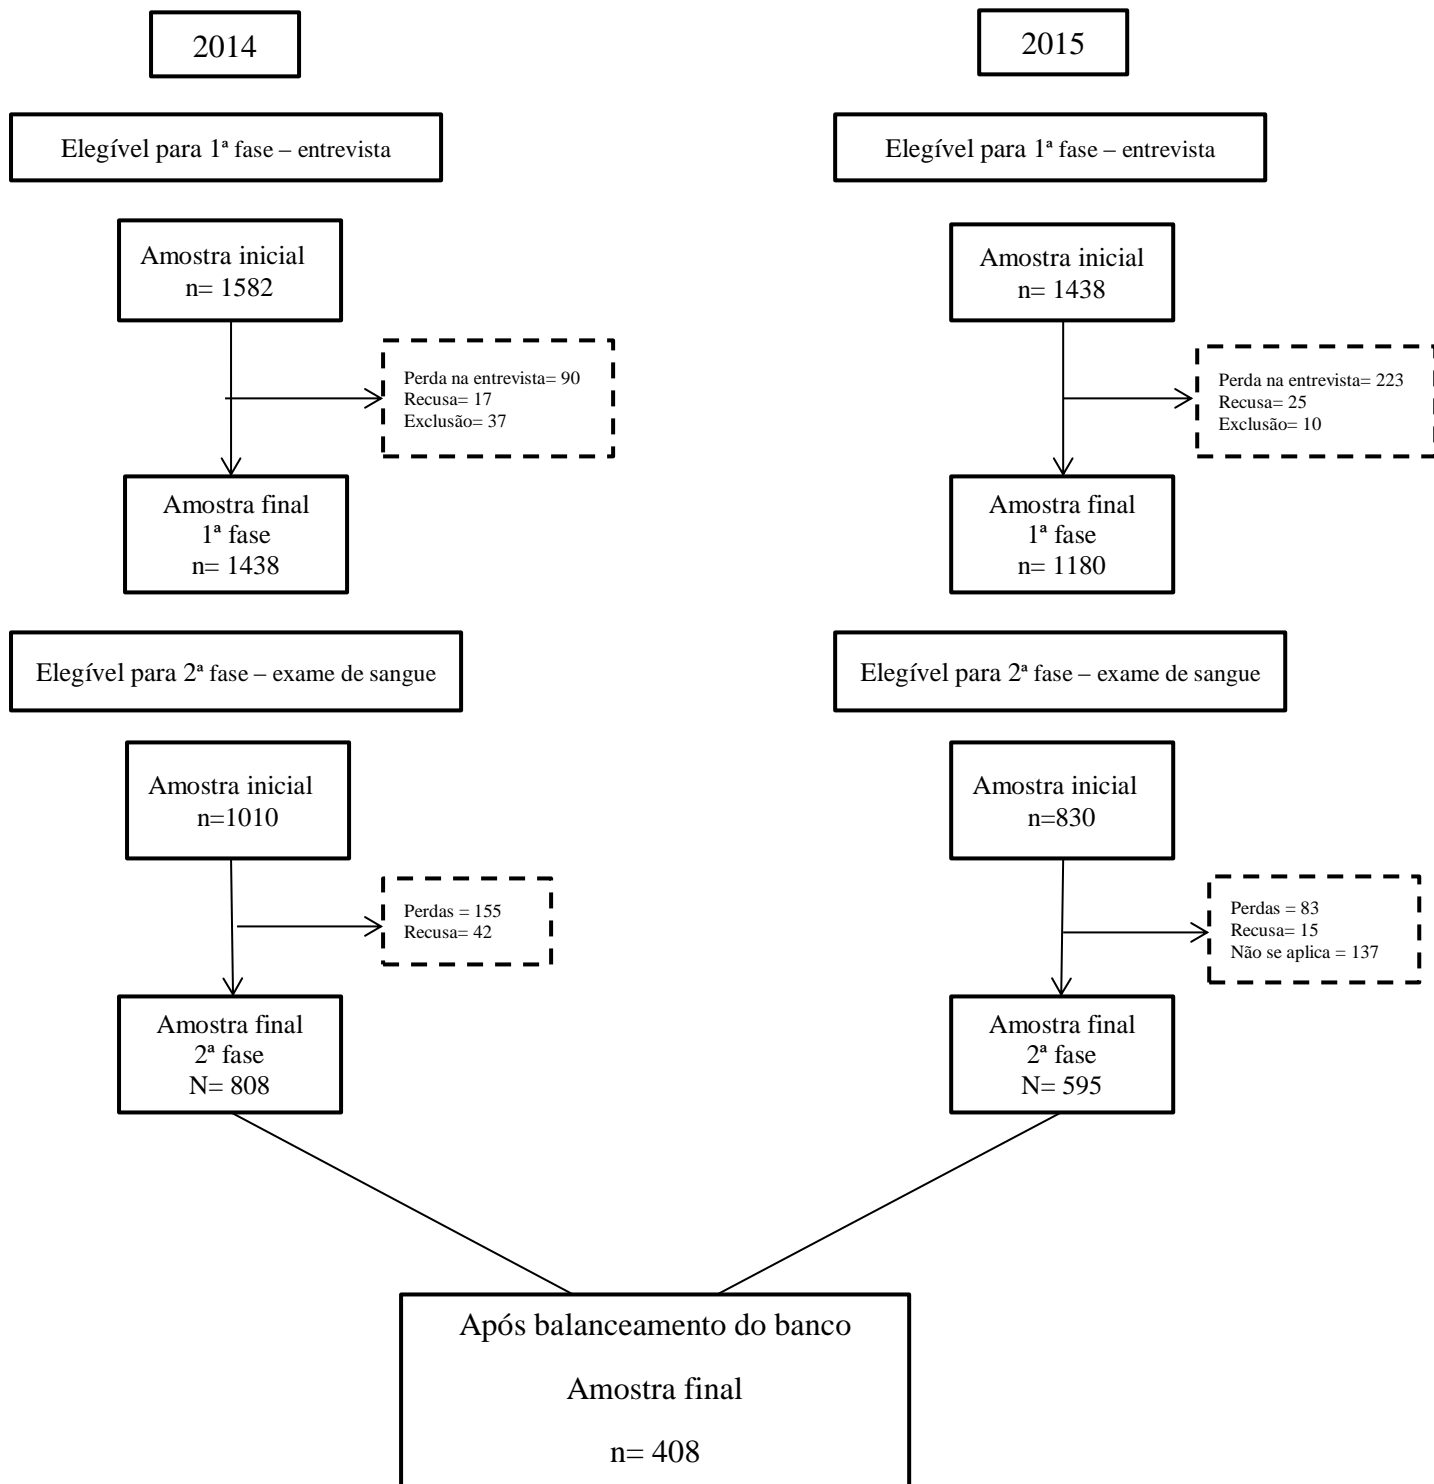 2014
Elegível para 1ª fase – entrevista
Amostra inicial
n= 1582
Perda na entrevista= 90
Recusa= 17
Exclusão= 37
Amostra final
1ª fase
n= 1438
Elegível para 2ª fase – exame de sangue
Amostra inicial
n=1010
Perdas = 155
Recusa= 42
Amostra final
2ª fase
N= 808
2015
Elegível para 1ª fase – entrevista
Amostra inicial
n= 1438
Perda na entrevista= 223
Recusa= 25
Exclusão= 10
Amostra final
1ª fase
n= 1180
Elegível para 2ª fase – exame de sangue
Amostra inicial
n=830
Perdas = 83
Recusa= 15
Não se aplica = 137
Amostra final
2ª fase
N= 595
Após balanceamento do banco
Amostra final
n= 408